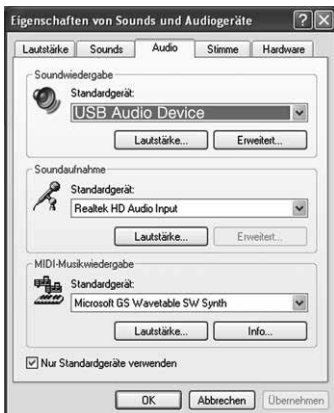 Eigenschaften von Sounds und Audiogeräte
Lautstärke Sounds Audio Stimme Hardware
Soundwiedergabe
Standardgerät:
USB Audio Device
Lautstärke... Erweitert...
Soundaufnahme
Standardgerät:
Realtek HD Audio Input
Lautstärke... Erweitert...
MIDI-Musikwiedergabe
Standardgerät:
Microsoft GS Wavetable SW Synth
Lautstärke... Info...
Nur Standardgeräte verwenden
OK Abbrechen Übernehmen